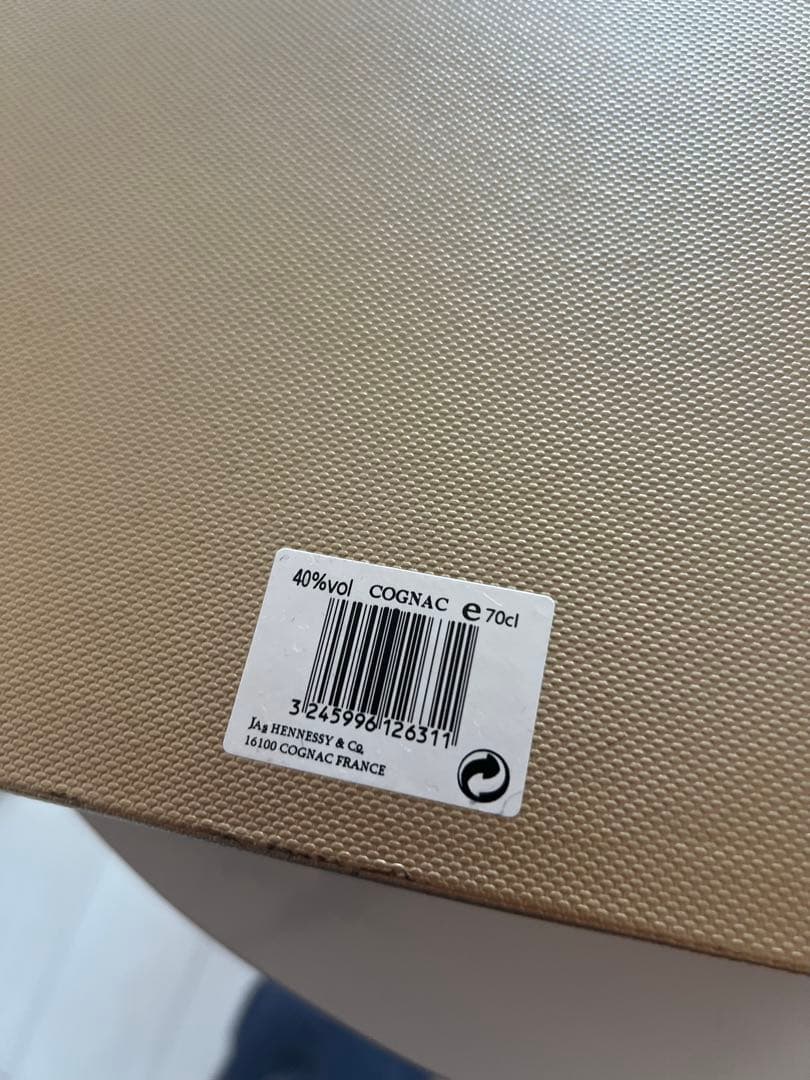 40%vol COGNAC e 70cl
3 245996 126311
JAs HENNESSY & Co.
16100 COGNAC FRANCE